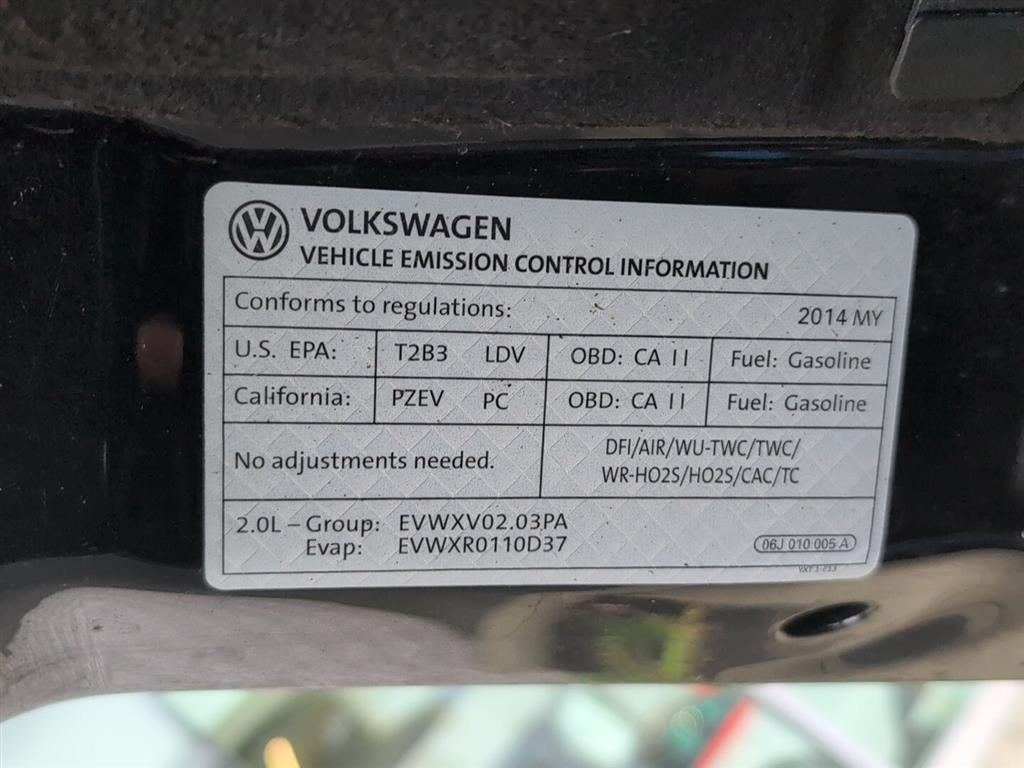 VOLKSWAGEN
VEHICLE EMISSION CONTROL INFORMATION
Conforms to regulations: 2014 MY
U.S. EPA: T2B3 LDV OBD: CA II Fuel: Gasoline
California: PZEV PC OBD: CA II Fuel: Gasoline
No adjustments needed. DFI/AIR/WU-TWC/TWC/
WR-HO2S/HO2S/CAC/TC
2.0L – Group: EVWXV02.03PA
Evap: EVWXR0110D37
06J 010 005 A